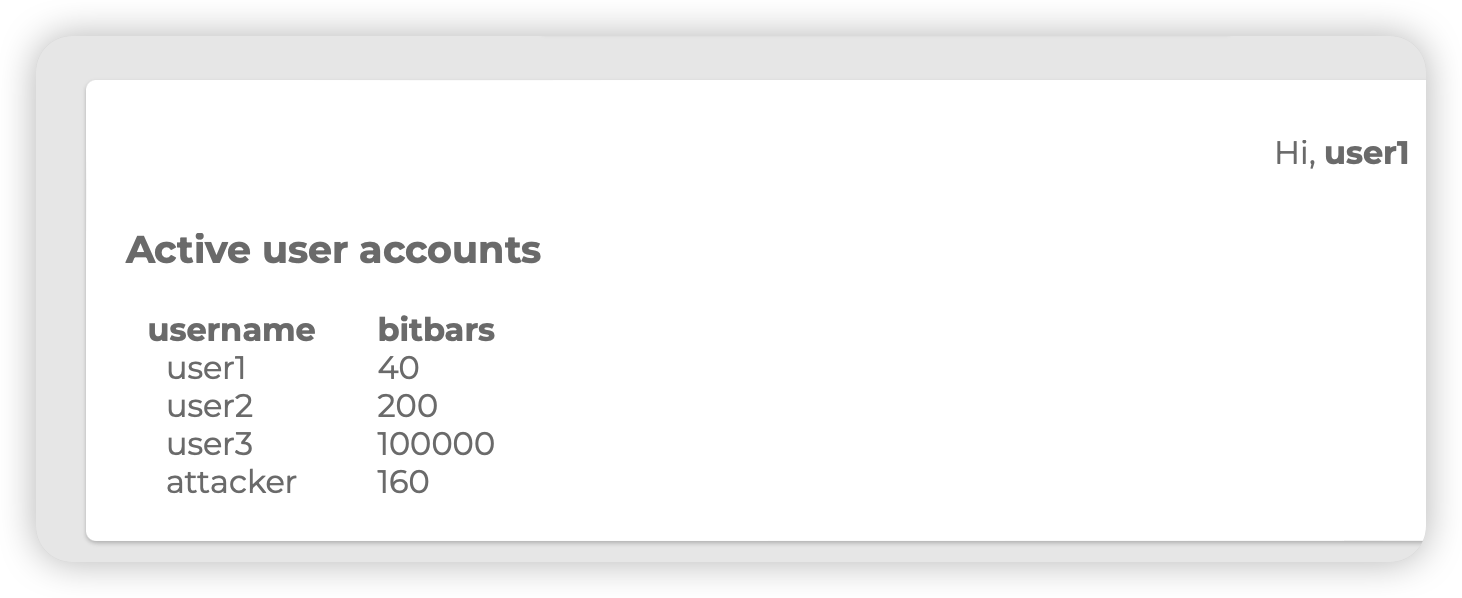 Hi, user1
Active user accounts
username bitbars
user1 40
user2 200
user3 100000
attacker 160